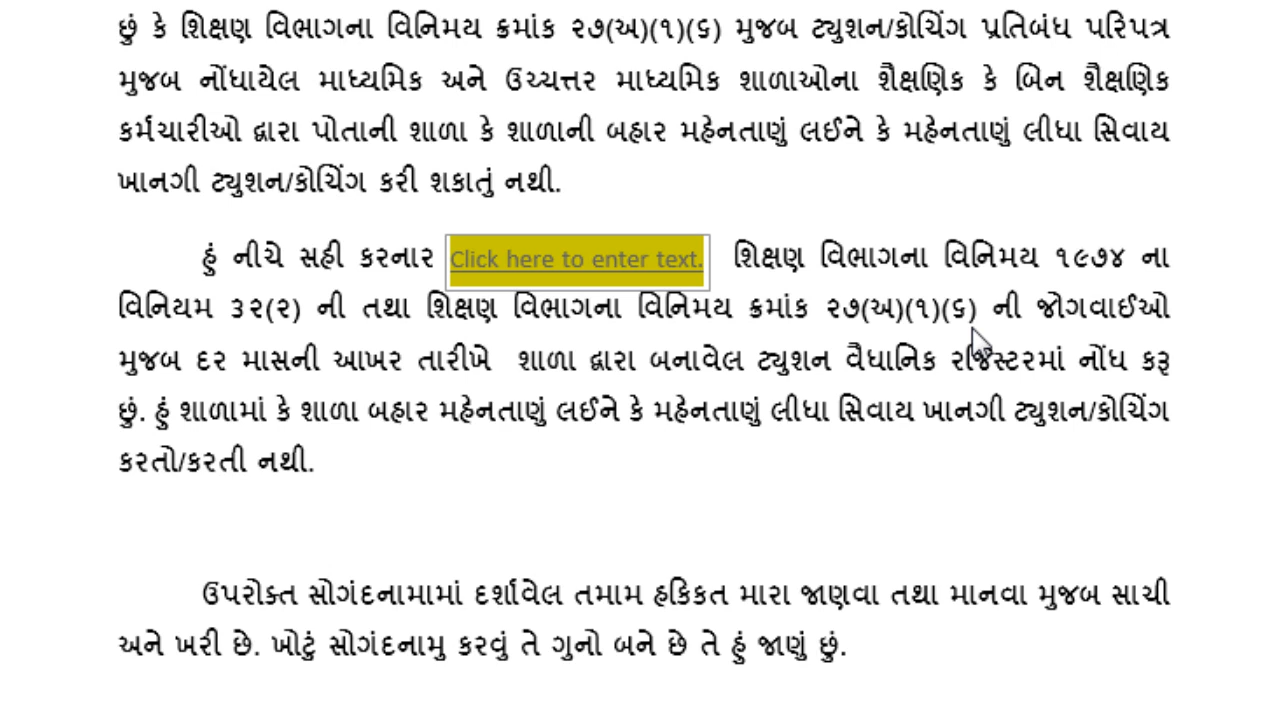 છું કે શિક્ષણ વિભાગના વિનિમય ક્રમાંક ૨૭(અ)(૧)(૬) મુજબ ટ્યુશન/કોચિંગ પ્રતિબંધ પરિપત્ર
મુજબ નોંધાયેલ માધ્યમિક અને ઉચ્ચત્તર માધ્યમિક શાળાઓના શૈક્ષણિક કે બિન શૈક્ષણિક
કર્મચારીઓ દ્વારા પોતાની શાળા કે શાળાની બહાર મહેનતાણું લઈને કે મહેનતાણું લીધા સિવાય
ખાનગી ટ્યુશન/કોચિંગ કરી શકાતું નથી.
હું નીચે સહી કરનાર Click here to enter text. શિક્ષણ વિભાગના વિનિમય ૧૯૭૪ ના
વિનિયમ ૩૨(૨) ની તથા શિક્ષણ વિભાગના વિનિમય ક્રમાંક ૨૭(અ)(૧)(૬) ની જોગવાઈઓ
મુજબ દર માસની આખર તારીખે શાળા દ્વારા બનાવેલ ટ્યુશન વૈધાનિક રજિસ્ટરમાં નોંધ કરૂ
છું. હું શાળામાં કે શાળા બહાર મહેનતાણું લઈને કે મહેનતાણું લીધા સિવાય ખાનગી ટ્યુશન/કોચિંગ
કરતો/કરતી નથી.
ઉપરોક્ત સોગંદનામામાં દર્શાવેલ તમામ હકિકત મારા જાણવા તથા માનવા મુજબ સાચી
અને ખરી છે. ખોટું સોગંદનામુ કરવું તે ગુનો બને છે તે હું જાણું છું.